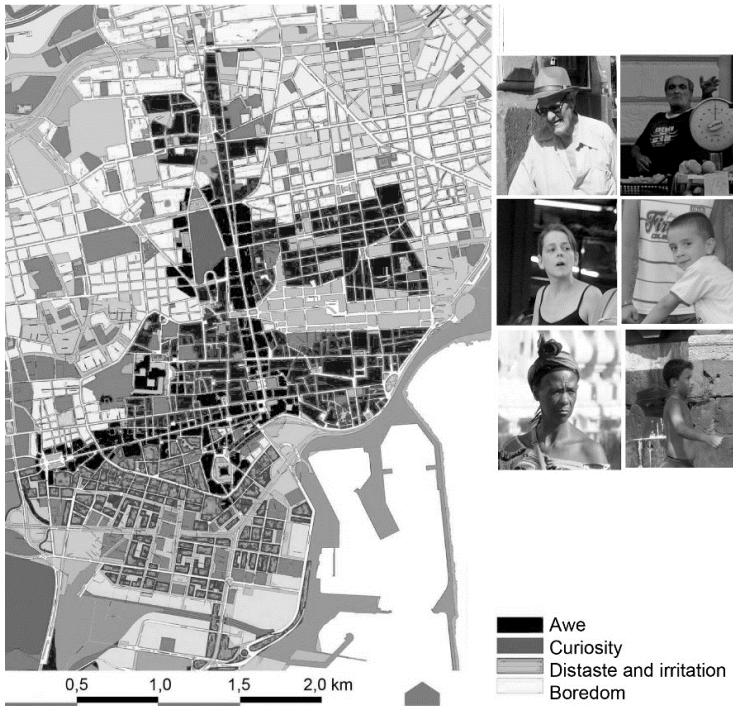 Awe
Curiosity
Distaste and irritation
Boredom
0,5 1,0 1,5 2,0 km